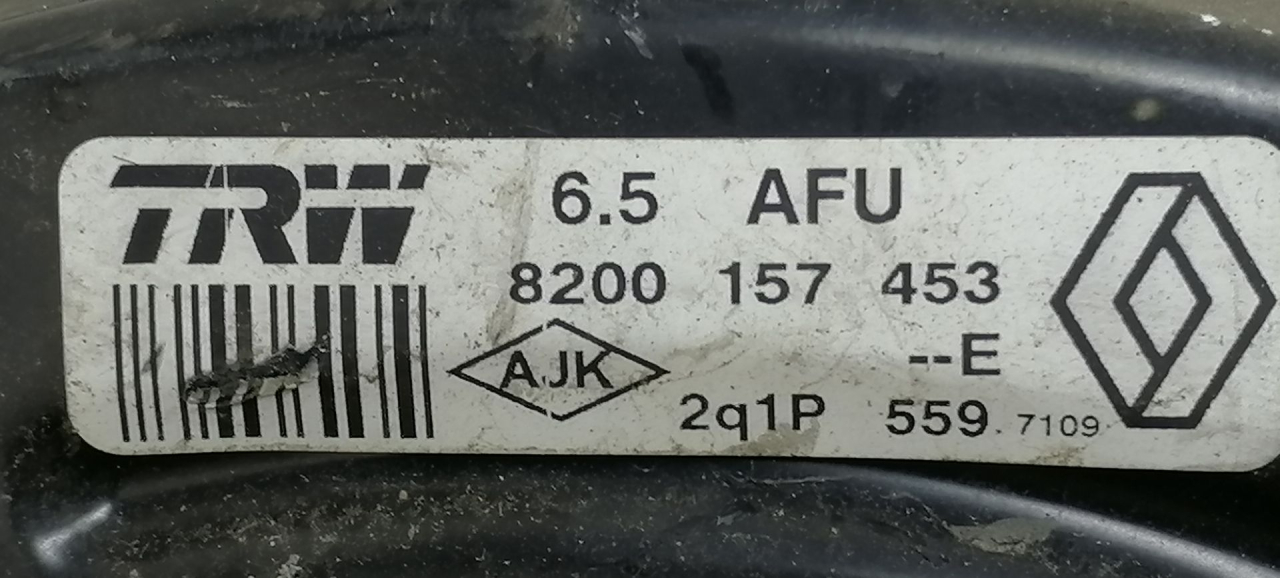 TRW
6.5 AFU
8200 157 453
--E
AJK
2q1P 559. 7109